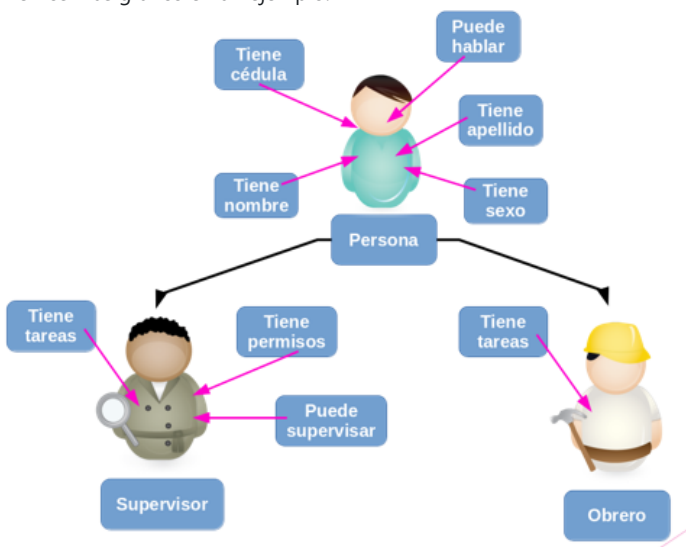 Puede
hablar
Tiene
cédula
Tiene
apellido
Tiene
nombre
Tiene
sexo
Persona
Tiene
tareas
Tiene
permisos
Puede
supervisar
Tiene
tareas
Supervisor
Obrero